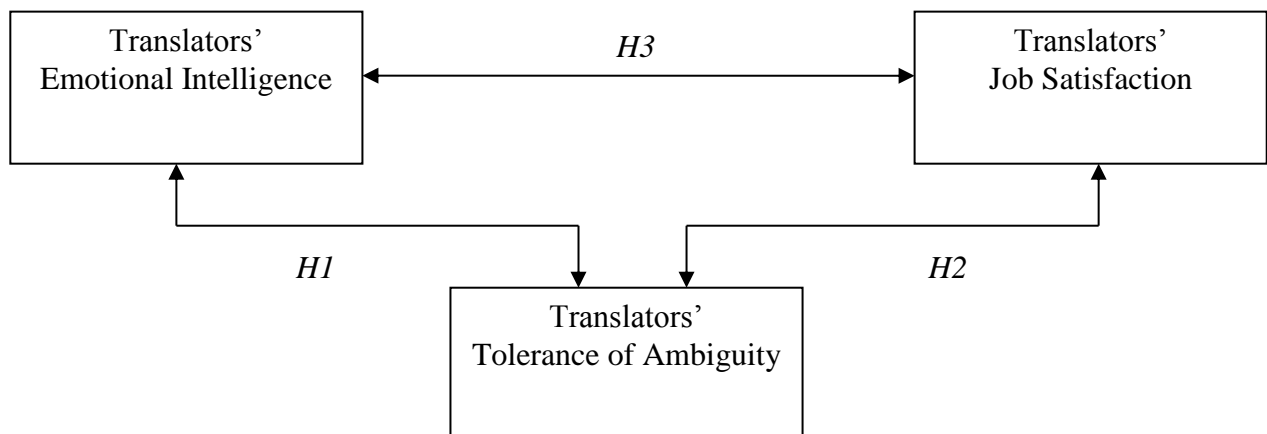 Translators’
Emotional Intelligence
H3
Translators’
Job Satisfaction
H1
H2
Translators’
Tolerance of Ambiguity